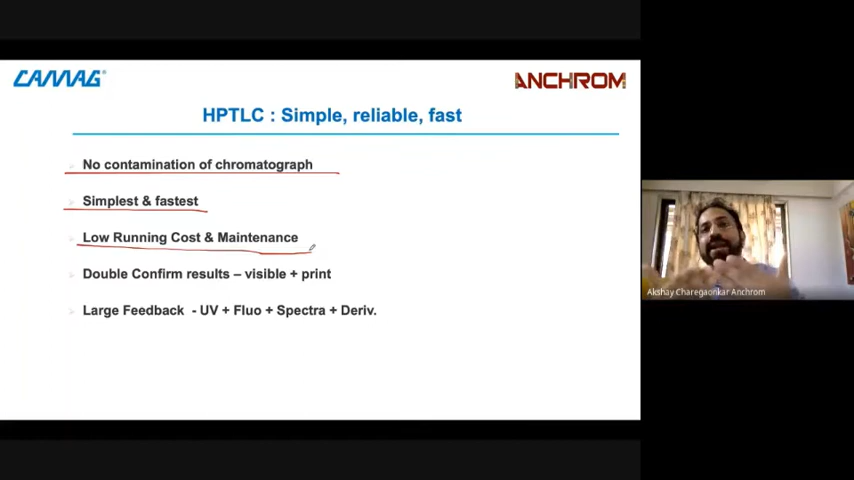 CAMAG®
ANCHROM
HPTLC : Simple, reliable, fast
No contamination of chromatograph
Simplest & fastest
Low Running Cost & Maintenance
Double Confirm results – visible + print
Large Feedback - UV + Fluo + Spectra + Deriv.
Akshay Charegaonkar Anchrom